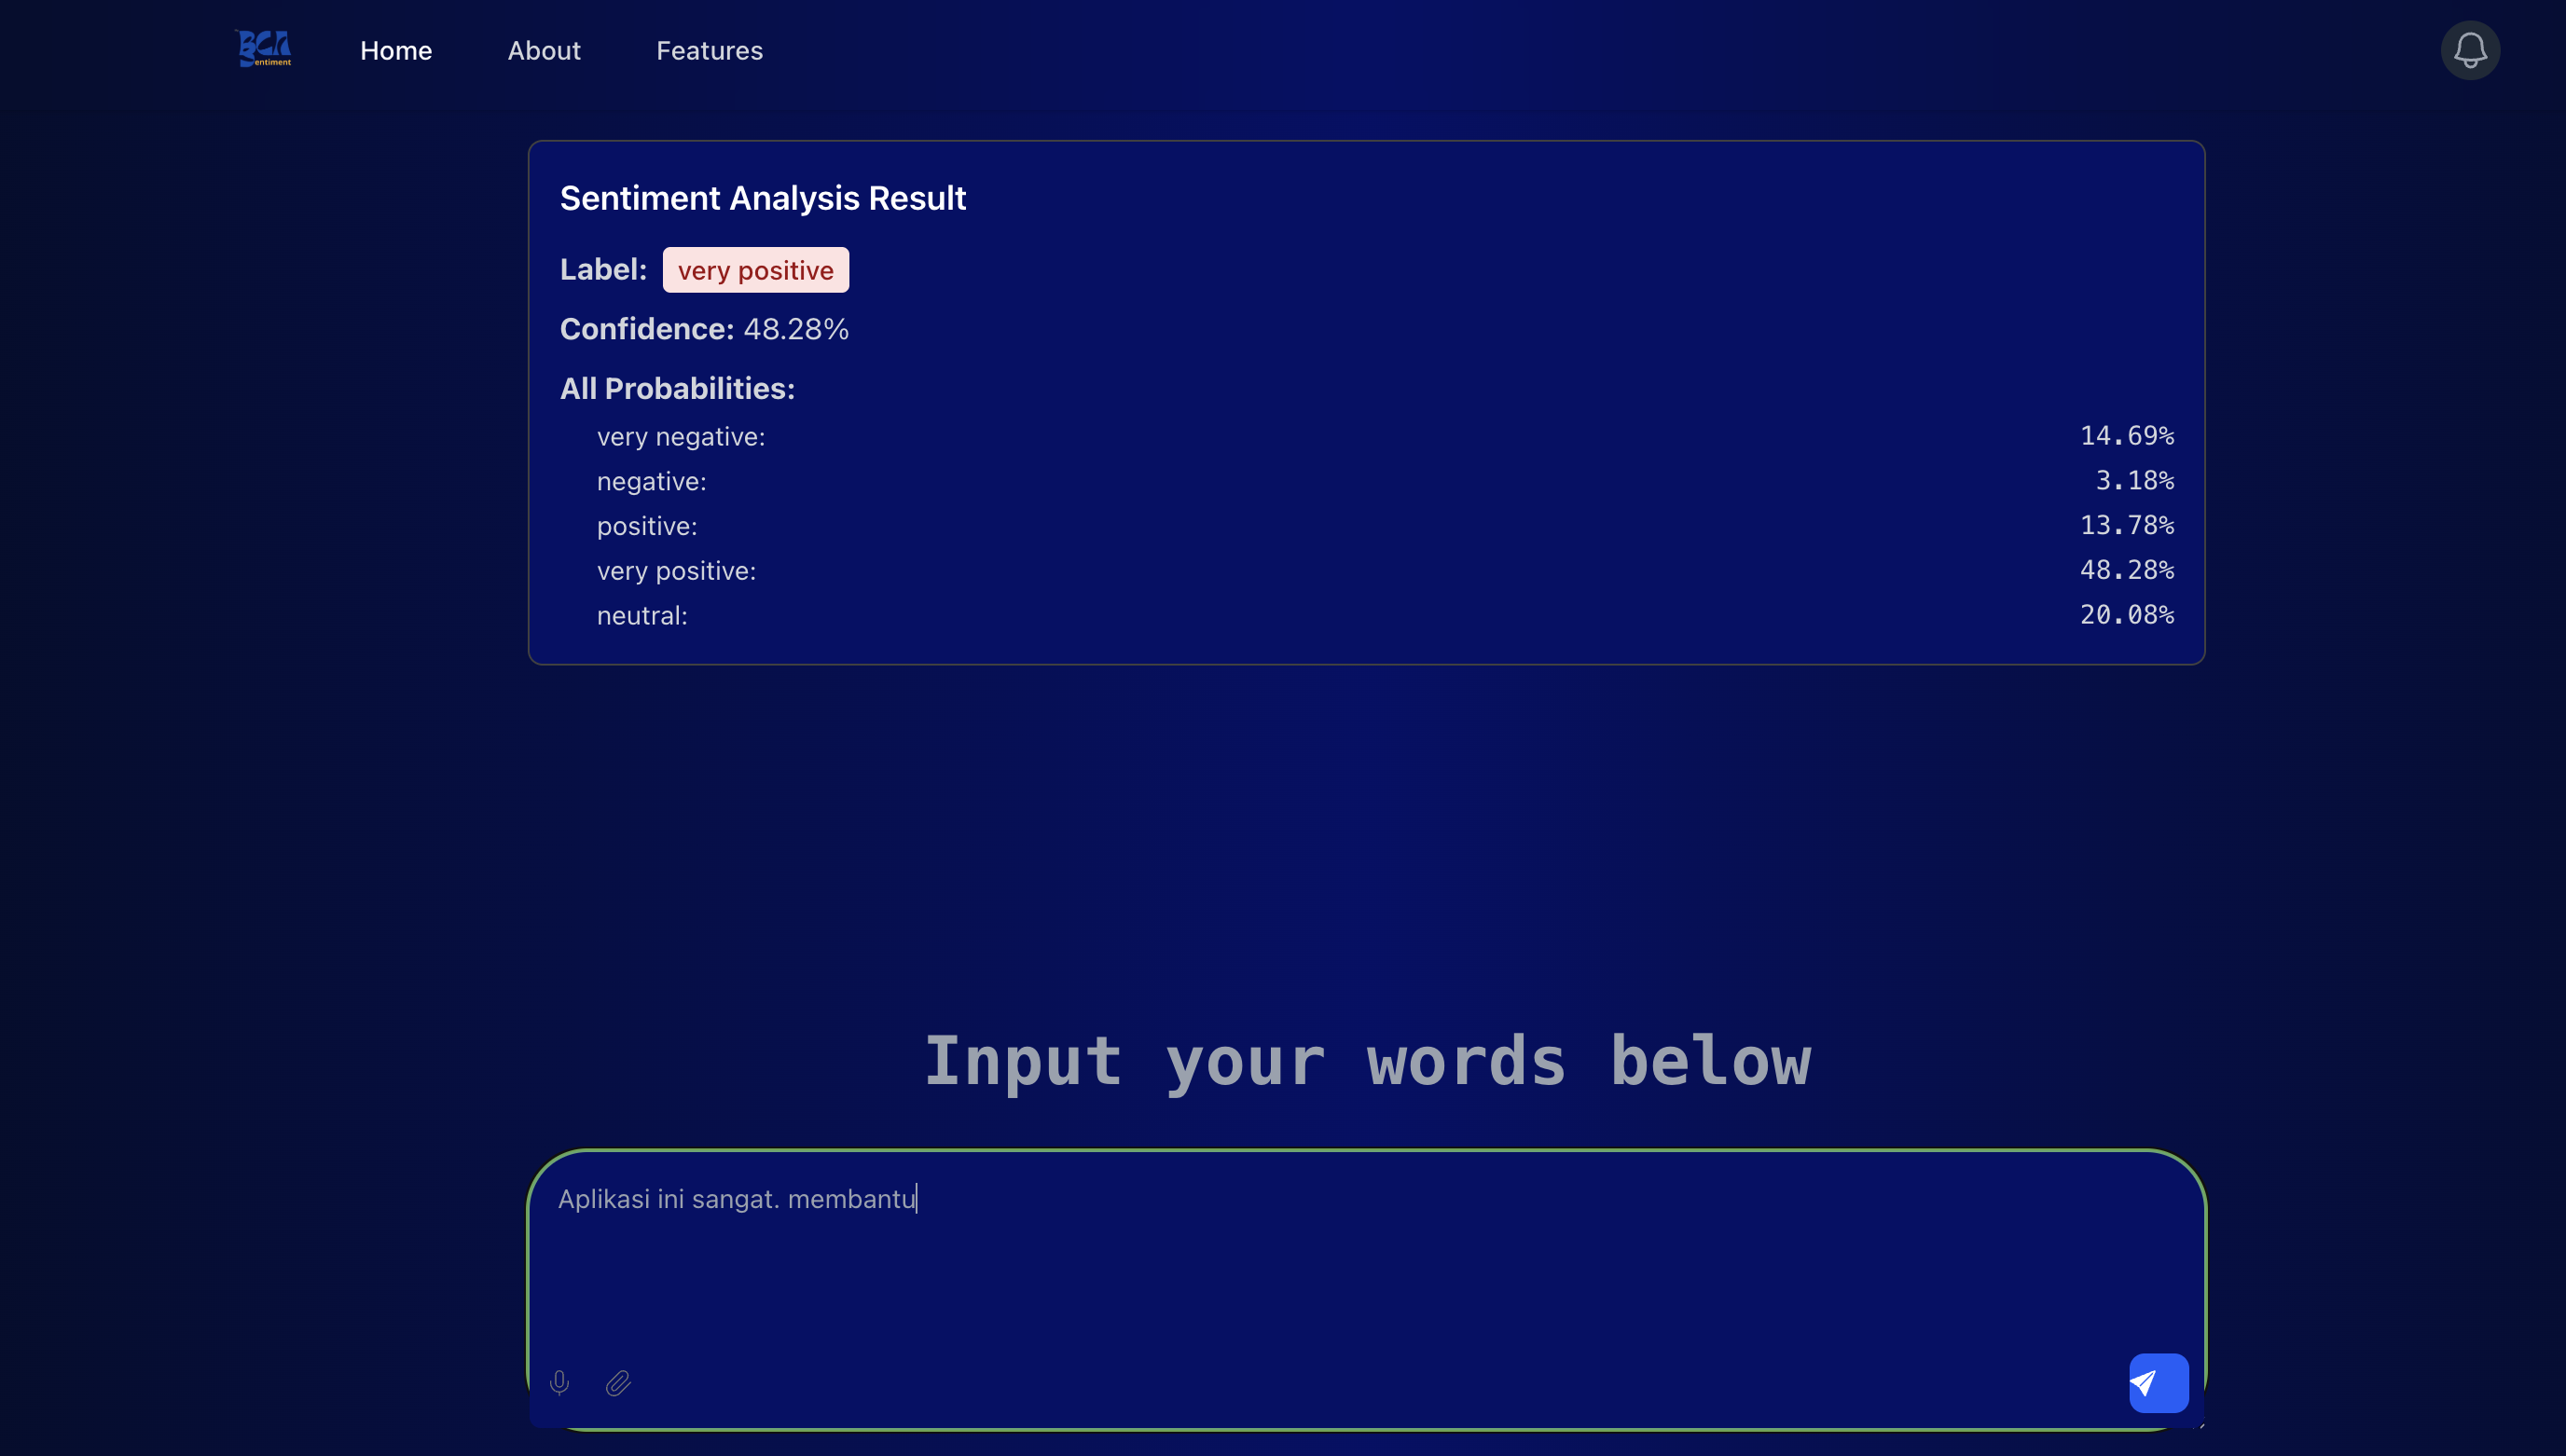 BCA
Sentiment
Home About Features
Sentiment Analysis Result
Label: very positive
Confidence: 48.28%
All Probabilities:
very negative: 14.69%
negative: 3.18%
positive: 13.78%
very positive: 48.28%
neutral: 20.08%
Input your words below
Aplikasi ini sangat. membantu